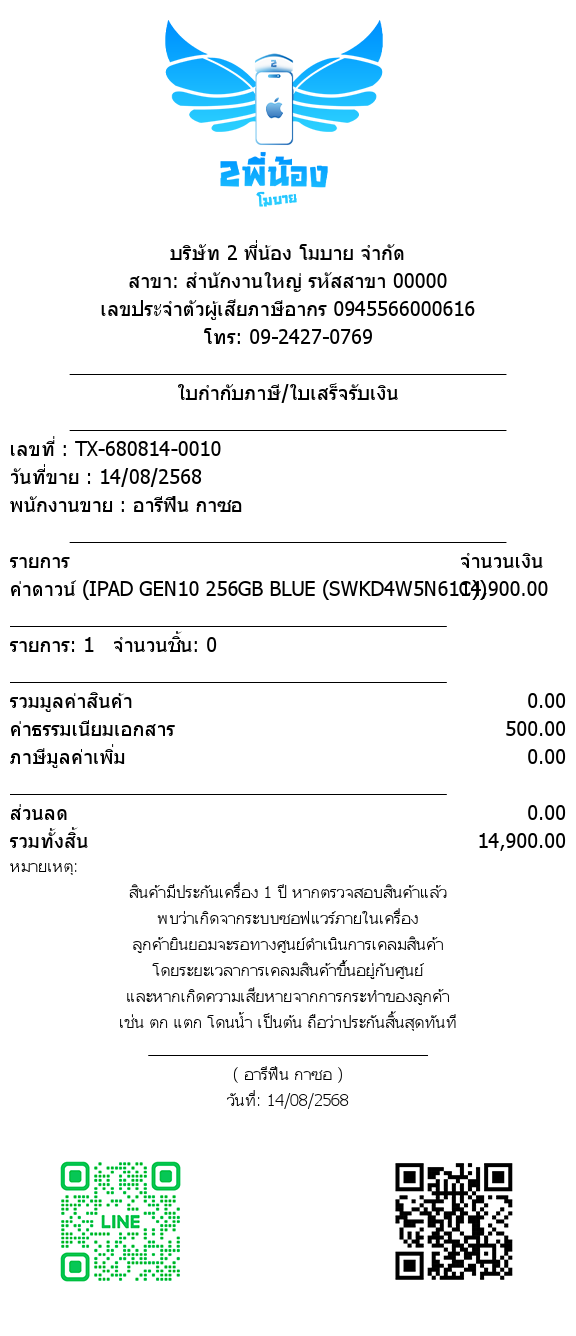 2
2พี่น้อง
โมบาย
บริษัท 2 พี่น้อง โมบาย จำกัด
สาขา: สำนักงานใหญ่ รหัสสาขา 00000
เลขประจำตัวผู้เสียภาษีอากร 0945566000616
โทร: 09-2427-0769
ใบกำกับภาษี/ใบเสร็จรับเงิน
เลขที่ : TX-680814-0010
วันที่ขาย : 14/08/2568
พนักงานขาย : อารีฟีน กาซอ
รายการ จำนวนเงิน
ค่าดาวน์ (IPAD GEN10 256GB BLUE 14,900.00
รายการ: 1 จำนวนชิ้น: 0
รวมมูลค่าสินค้า 0.00
ค่าธรรมเนียมเอกสาร 500.00
ภาษีมูลค่าเพิ่ม 0.00
ส่วนลด 0.00
รวมทั้งสิ้น 14,900.00
หมายเหตุ:
สินค้ามีประกันเครื่อง 1 ปี หากตรวจสอบสินค้าแล้ว
พบว่าเกิดจากระบบซอฟแวร์ภายในเครื่อง
ลูกค้ายินยอมจะรอทางศูนย์ดำเนินการเคลมสินค้า
โดยระยะเวลาการเคลมสินค้าขึ้นอยู่กับศูนย์
และหากเกิดความเสียหายจากการกระทำของลูกค้า
เช่น ตก แตก โดนน้ำ เป็นต้น ถือว่าประกันสิ้นสุดทันที
( อารีฟีน กาซอ )
วันที่: 14/08/2568
LINE